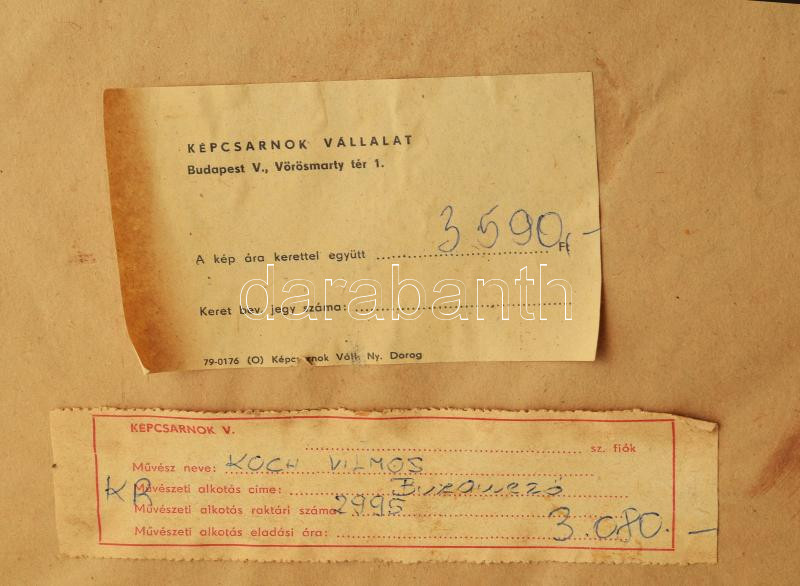 KÉPCSARNOK VÁLLALAT
Budapest V., Vörösmarty tér 1.
A kép ára kerettel együtt 3590,- Ft
darabanth
Keret bev. jegy száma:
79-0176 (O) Képcsarnok Váll. Ny. Dorog
KÉPCSARNOK V.
sz. fiók
Művész neve: KOCH VILMOS
KB
Művészeti alkotás címe: Búzamező
Művészeti alkotás raktári száma 2995
Művészeti alkotás eladási ára: 3.080.-